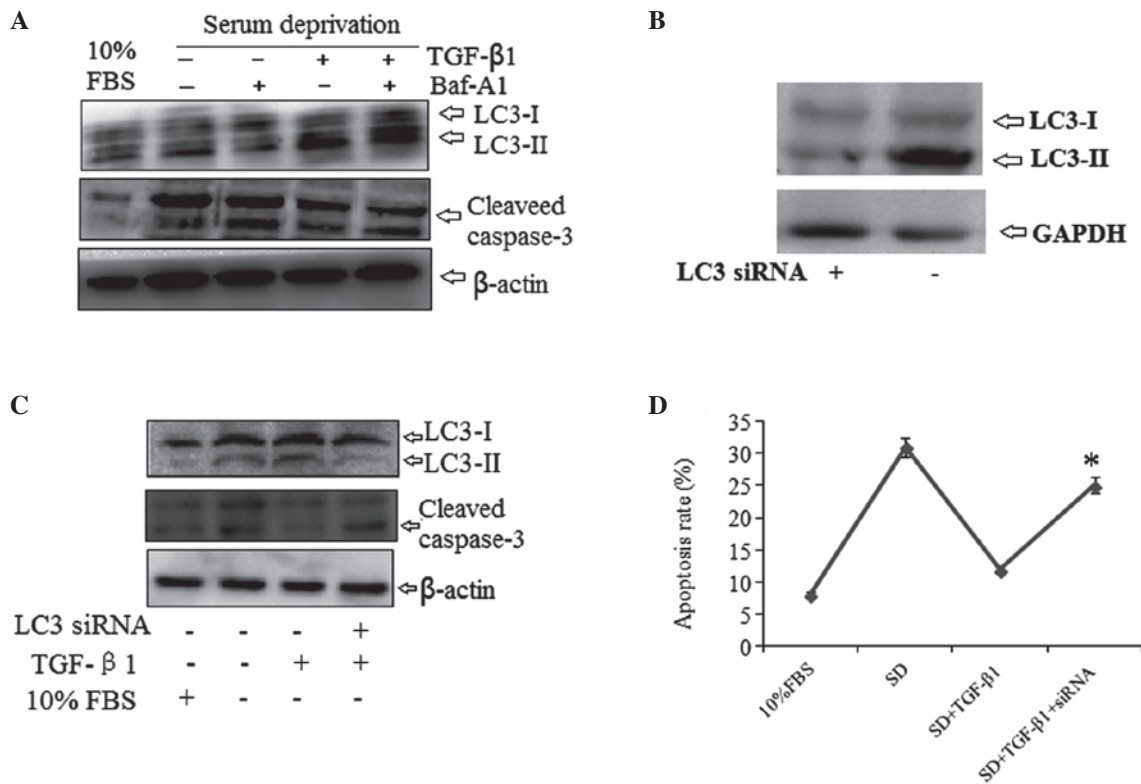 A
Serum deprivation
10% – – + + TGF-β1
FBS – + – + Baf-A1
LC3-I
LC3-II
Cleaveed
caspase-3
β-actin
B
LC3-I
LC3-II
GAPDH
LC3 siRNA + -
C
LC3-I
LC3-II
Cleaved
caspase-3
β-actin
LC3 siRNA - - - +
TGF-β 1 - - + +
10% FBS + - - -
D
Apoptosis rate (%)
35
30
25
20
15
10
5
0
*
10%FBS
SD
SD+TGF-β1
SD+TGF-β1+siRNA